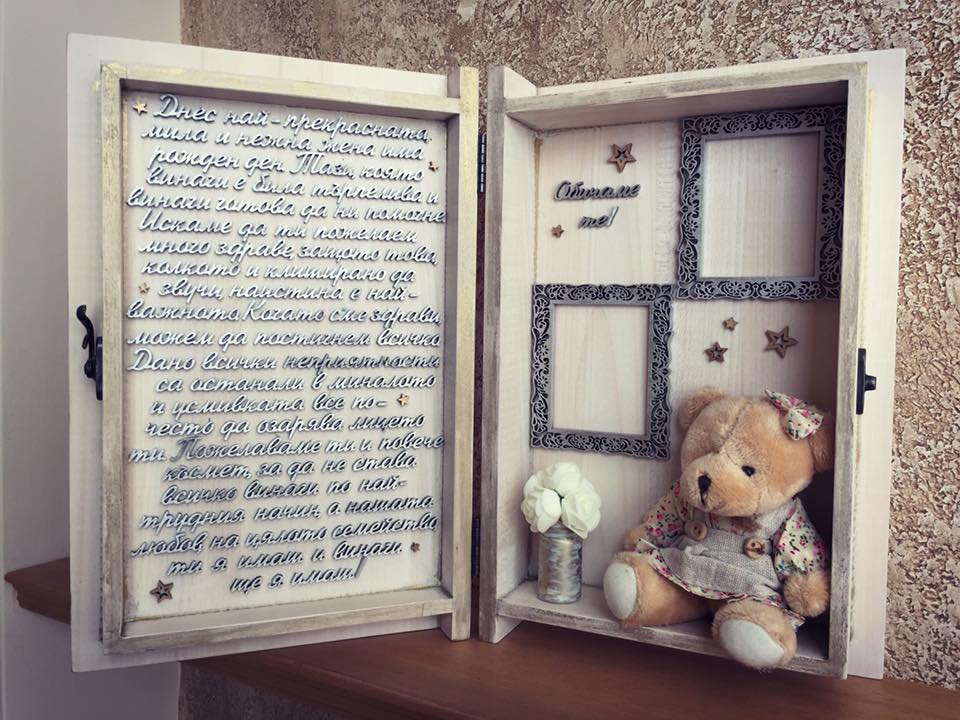 Днес най-прекрасната,
мила и нежна жена има
рожден ден. Тази, която
винаги е била търпелива и
винаги готова да ни помогне.
Искаме да ти пожелаем
много здраве, защото това,
колкото и клиширано да
звучи, наистина е най-
важното. Когато сме здрави,
можем да постигнем всичко.
Дано всички неприятности
са останали в миналото
и усмивката все по-
често да озарява лицето
ти. Пожелаваме ти и повече
късмет, за да не става
всичко винаги по най-
трудния начин, а нашата
любов, на цялото семейство,
ти я имаш и винаги
ще я имаш!
Обичаме
те!